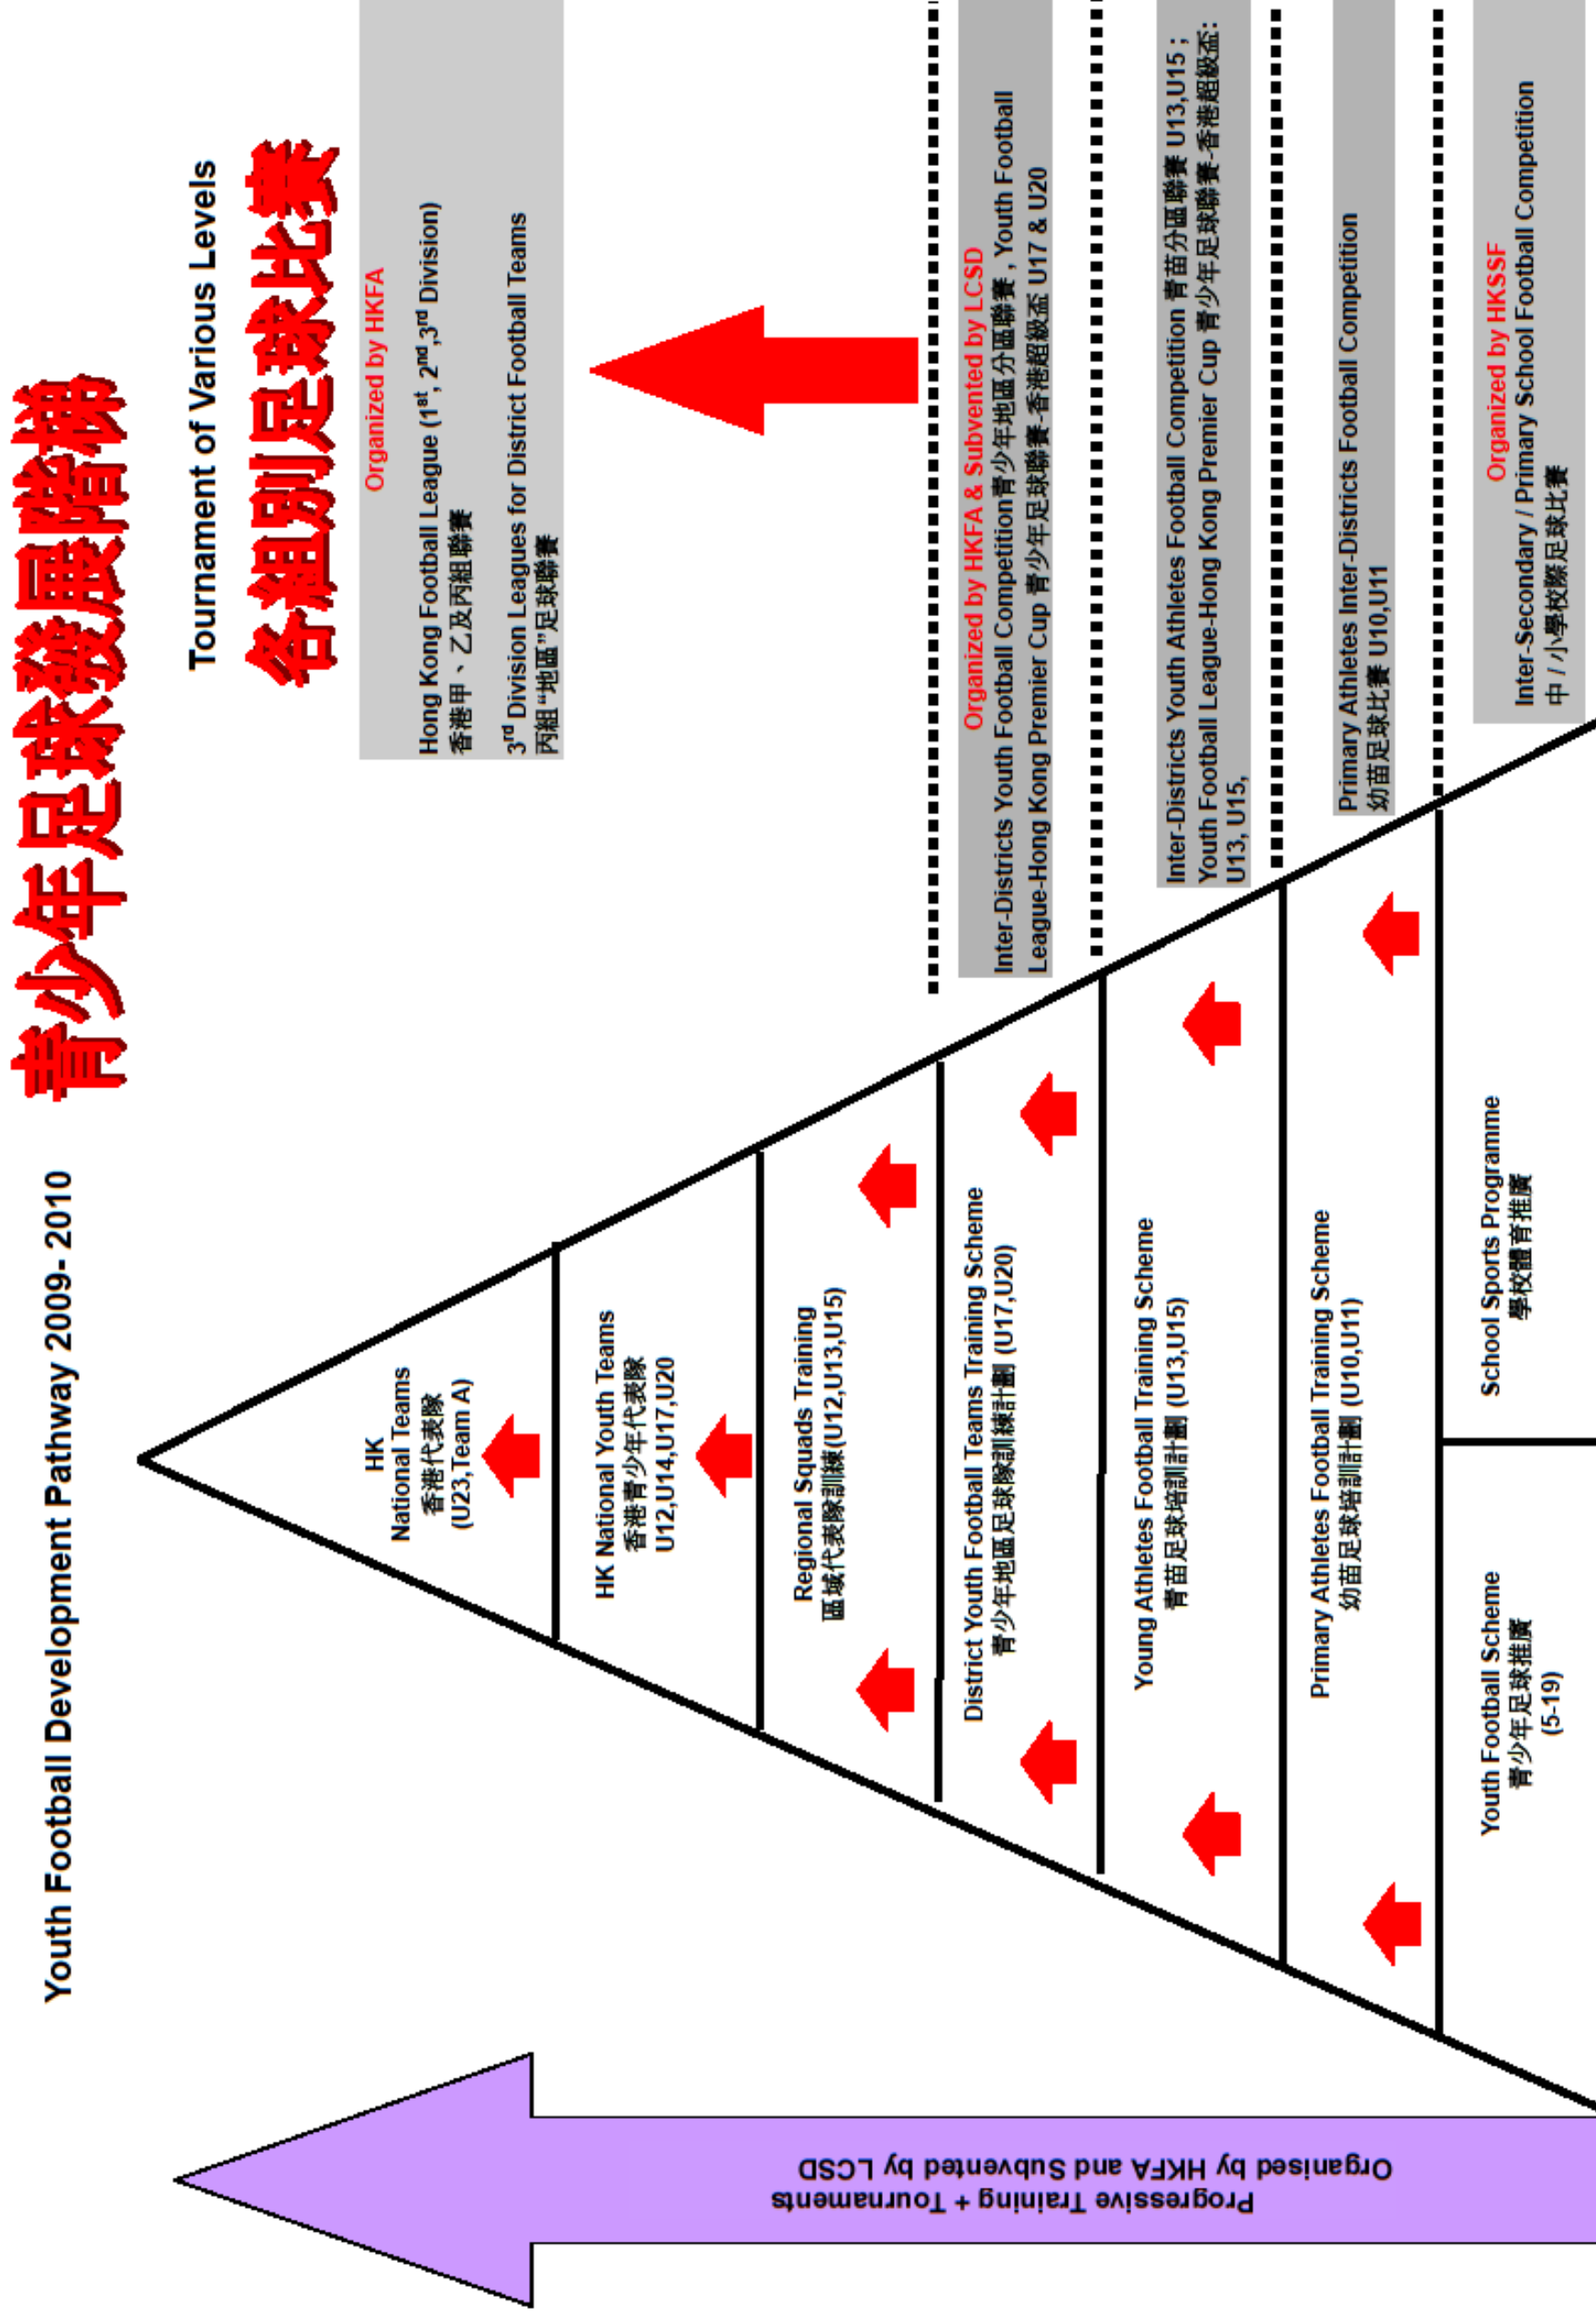 Youth Football Development Pathway 2009- 2010
青少年足球發展階梯
Tournament of Various Levels
各組別足球比賽
Organized by HKFA
Hong Kong Football League (1st, 2nd ,3rd Division)
香港甲、乙及丙組聯賽
3rd Division Leagues for District Football Teams
丙組“地區”足球聯賽
Organized by HKFA & Subvented by LCSD
Inter-Districts Youth Football Competition青少年地區分區聯賽 , Youth Football
League-Hong Kong Premier Cup 青少年足球聯賽-香港超級盃 U17 & U20
Inter-Districts Youth Athletes Football Competition 青苗分區聯賽 U13,U15 ;
Youth Football League-Hong Kong Premier Cup 青少年足球聯賽-香港超級盃:
U13, U15,
Primary Athletes Inter-Districts Football Competition
幼苗足球比賽 U10,U11
Organized by HKSSF
Inter-Secondary / Primary School Football Competition
中 / 小學校際足球比賽
HK
National Teams
香港代表隊
(U23,Team A)
HK National Youth Teams
香港青少年代表隊
U12,U14,U17,U20
Regional Squads Training
區域代表隊訓練(U12,U13,U15)
District Youth Football Teams Training Scheme
青少年地區足球隊訓練計劃 (U17,U20)
Young Athletes Football Training Scheme
青苗足球培訓計劃 (U13,U15)
Primary Athletes Football Training Scheme
幼苗足球培訓計劃 (U10,U11)
Youth Football Scheme
青少年足球推廣
(5-19)
School Sports Programme
學校體育推廣
Progressive Training + Tournaments
Organised by HKFA and Subvented by LCSD